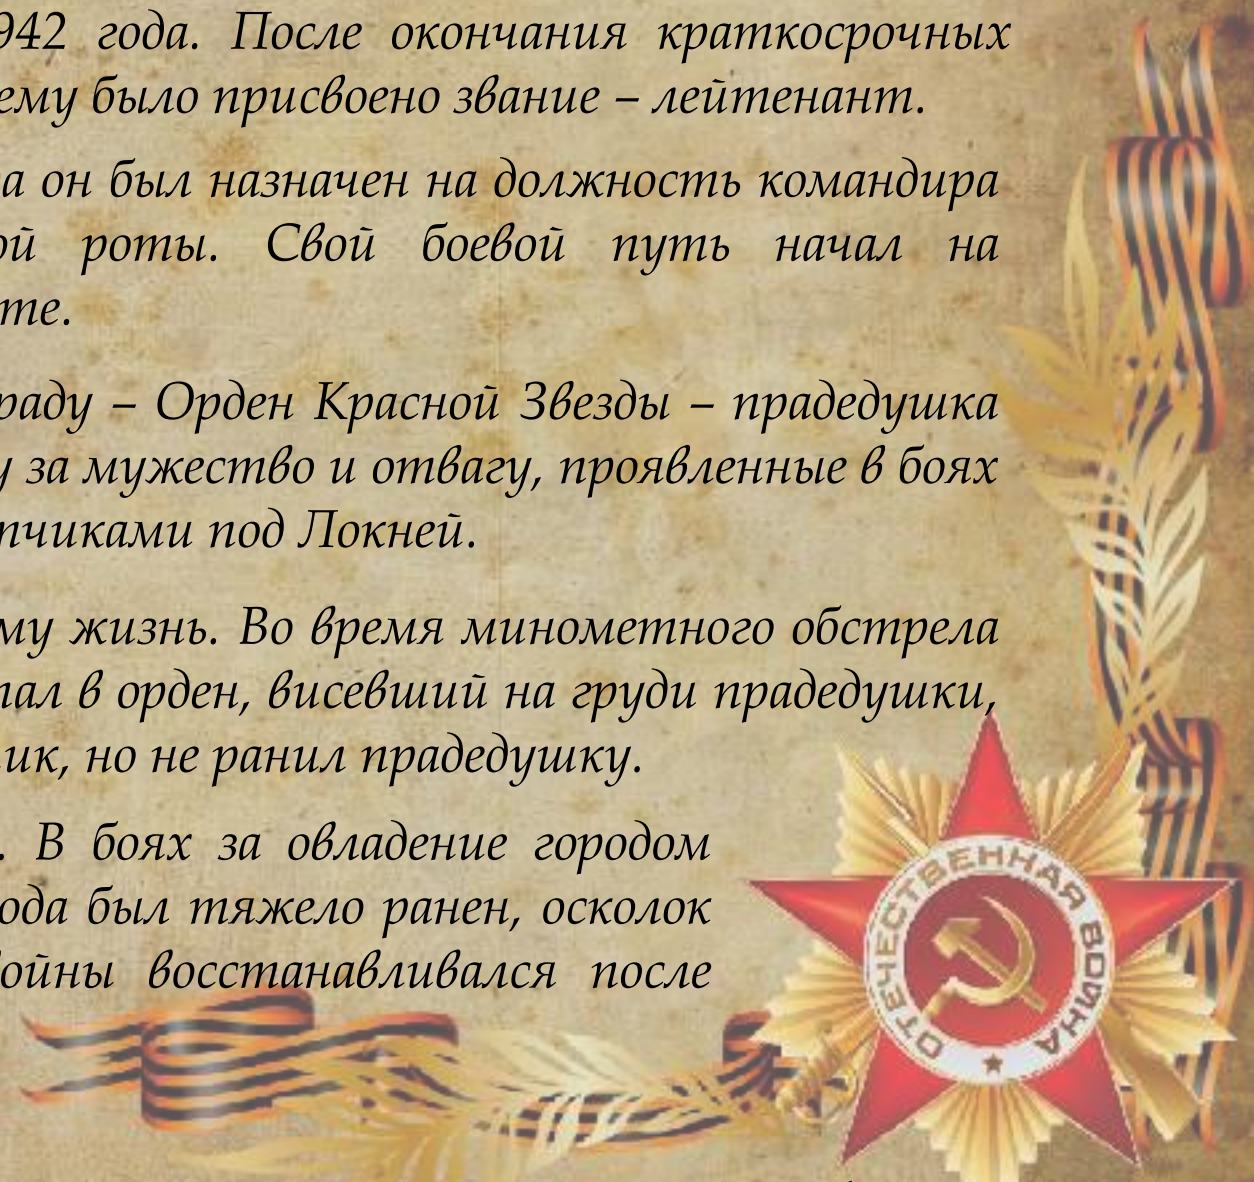 942 года. После окончания краткосрочных
ему было присвоено звание – лейтенант.
а он был назначен на должность командира
ой роты. Свой боевой путь начал на
те.
раду – Орден Красной Звезды – прадедушка
у за мужество и отвагу, проявленные в боях
тчиками под Локней.
му жизнь. Во время минометного обстрела
пал в орден, висевший на груди прадедушки,
ик, но не ранил прадедушку.
. В боях за овладение городом
ода был тяжело ранен, осколок
войны восстанавливался после
ОТЕЧЕСТВЕННАЯ ВОЙНА